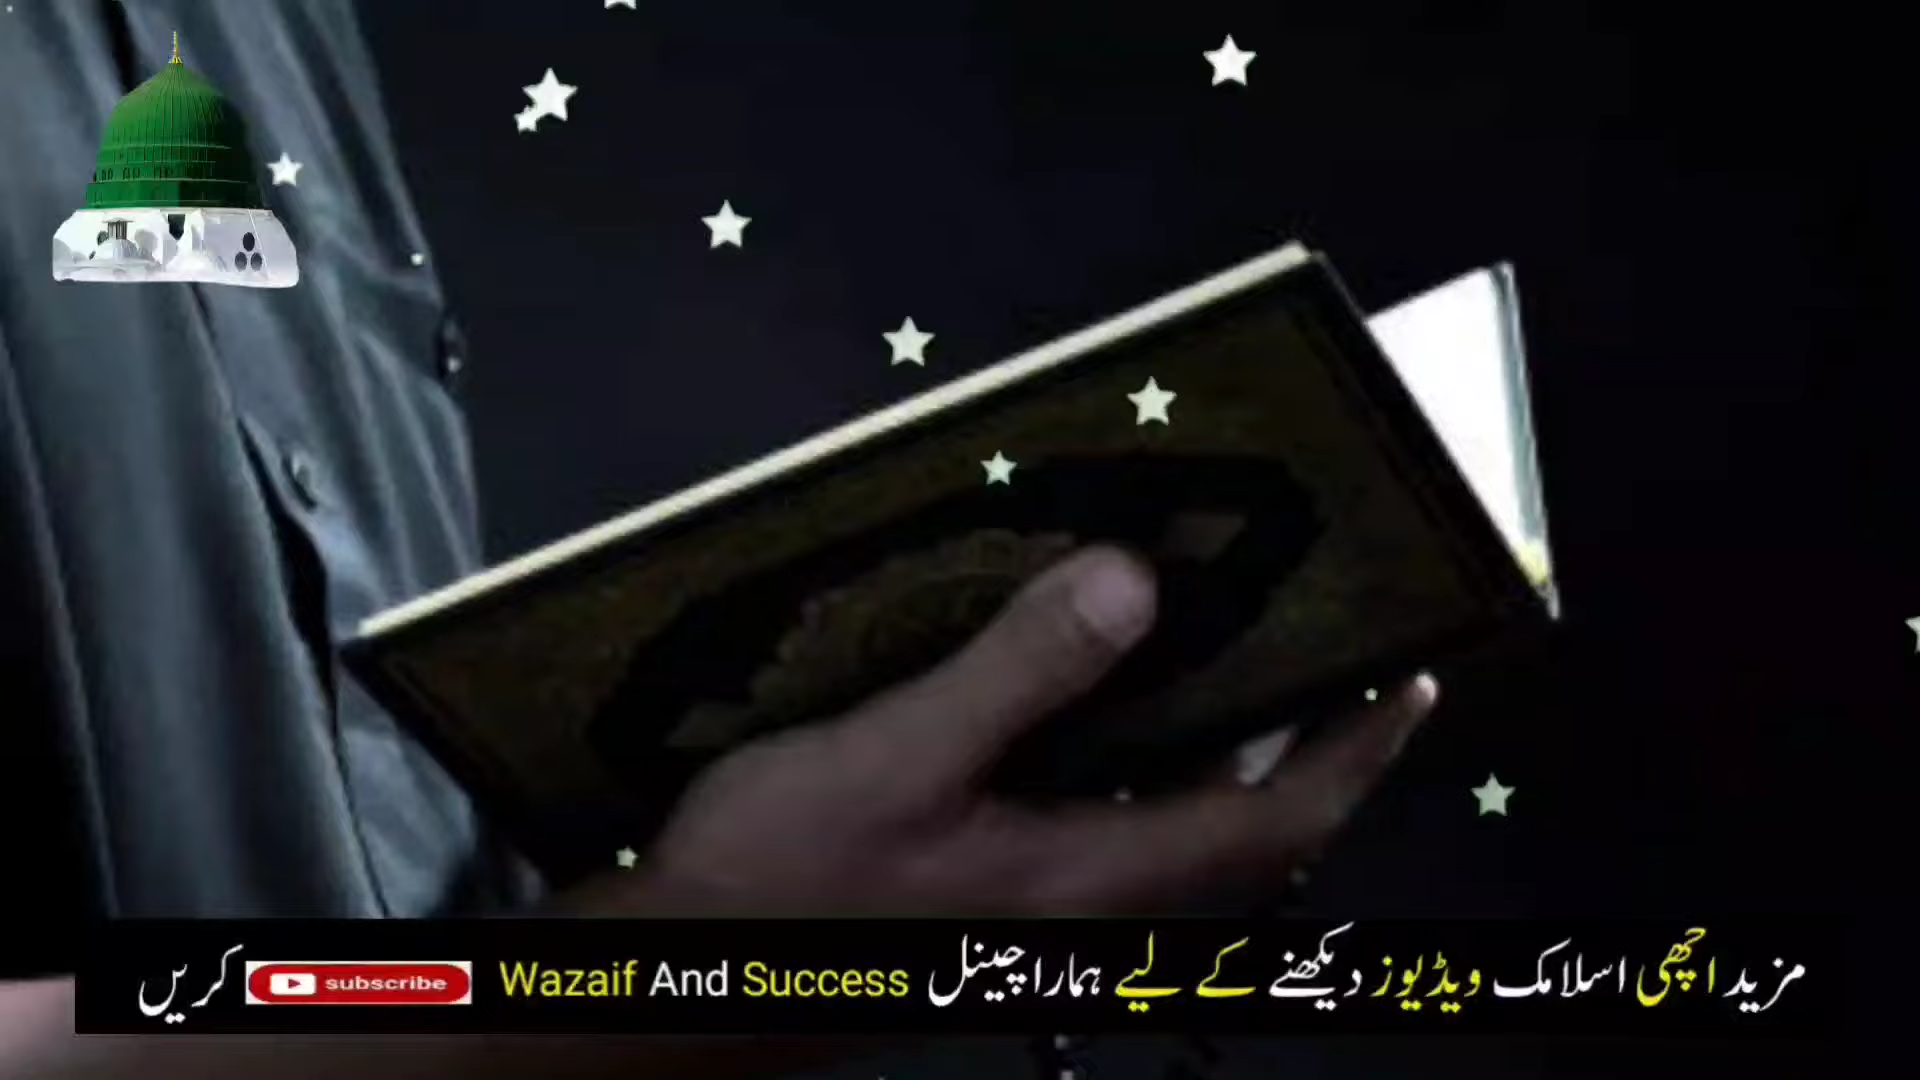 مزید اچھی اسلامک ویڈیوز دیکھنے کے لیے ہمارا چینل Wazaif And Success subscribe کریں